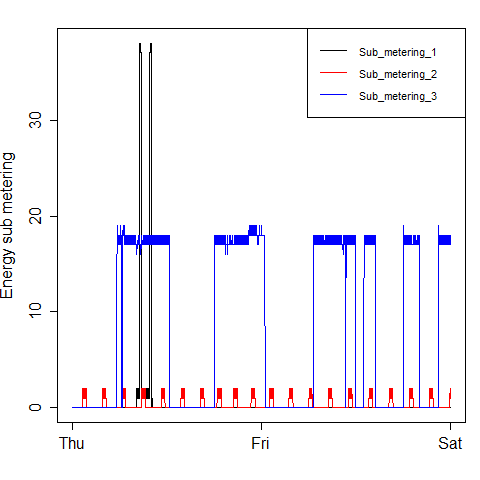 Sub_metering_1
Sub_metering_2
Sub_metering_3
Energy sub metering
30
20
10
0
Thu Fri Sat